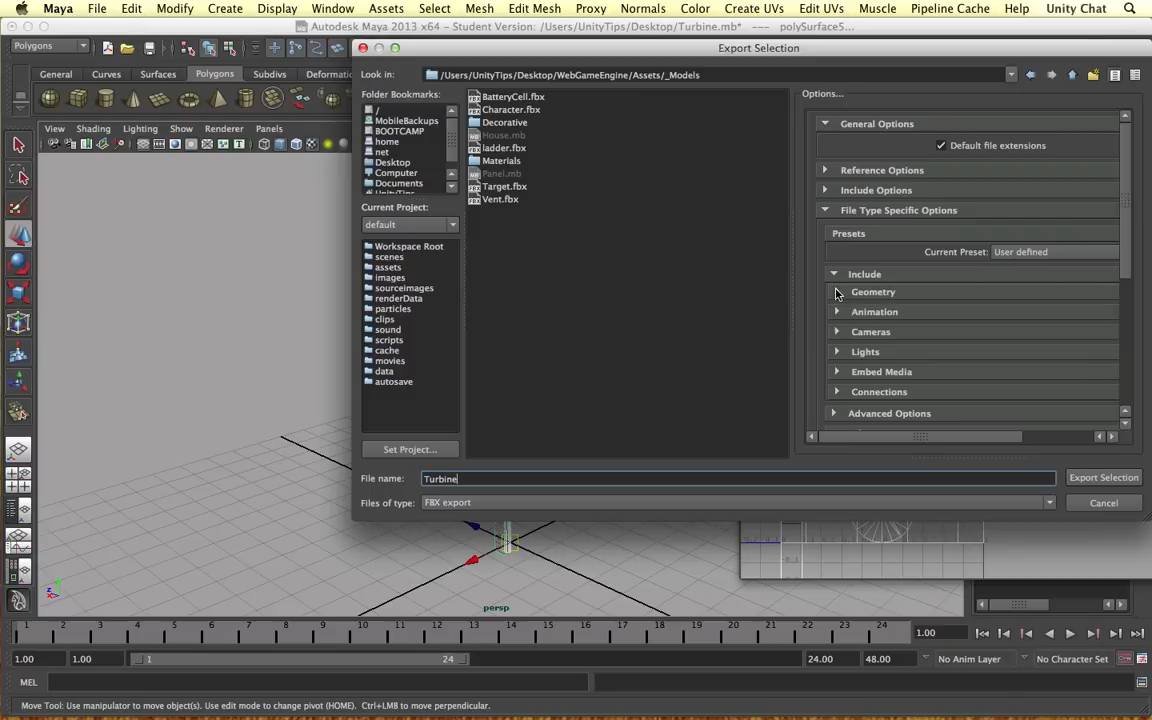 Maya File Edit Modify Create Display Window Assets Select Mesh Edit Mesh Proxy Normals Color Create UVs Edit UVs Muscle Pipeline Cache Help Unity Chat
Autodesk Maya 2013 x64 - Student Version: /Users/UnityTips/Desktop/Turbine.mb* --- polySurface5...
Polygons
Export Selection
General Curves Surfaces Polygons Subdivs Deformatio
Look in: /Users/UnityTips/Desktop/WebGameEngine/Assets/_Models
Folder Bookmarks:
/
MobileBackups
BOOTCAMP
home
net
Desktop
Computer
Documents
UnityTips
BatteryCell.fbx
Character.fbx
Decorative
House.mb
ladder.fbx
Materials
Panel.mb
Target.fbx
Vent.fbx
Options...
General Options
Default file extensions
Reference Options
Include Options
File Type Specific Options
Presets
Current Preset: User defined
Include
Geometry
Animation
Cameras
Lights
Embed Media
Connections
Advanced Options
View Shading Lighting Show Renderer Panels
Current Project:
default
Workspace Root
scenes
assets
images
sourceimages
renderData
particles
clips
sound
scripts
cache
movies
data
autosave
Set Project...
File name: Turbine
Export Selection
Files of type: FBX export
Cancel
persp
1 2 3 4 5 6 7 8 9 10 11 12 13 14 15 16 17 18 19 20 21 22 23 24 1.00
1.00 1.00 1 24 24.00 48.00 No Anim Layer No Character Set
MEL
Move Tool: Use manipulator to move object(s). Use edit mode to change pivot (HOME). Ctrl+LMB to move perpendicular.